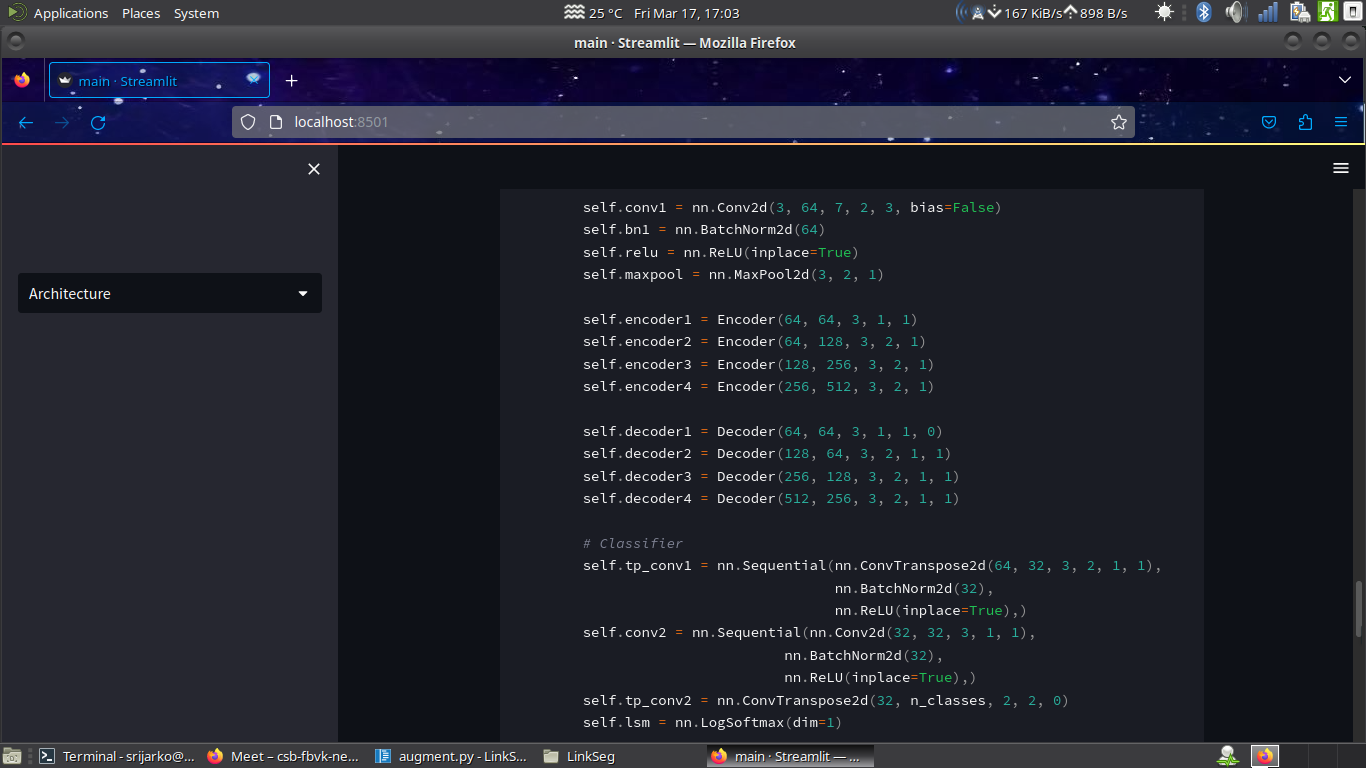 Applications Places System 25 °C Fri Mar 17, 17:03 167 KiB/s 898 B/s
main · Streamlit — Mozilla Firefox
main · Streamlit
localhost:8501
Architecture
self.conv1 = nn.Conv2d(3, 64, 7, 2, 3, bias=False)
self.bn1 = nn.BatchNorm2d(64)
self.relu = nn.ReLU(inplace=True)
self.maxpool = nn.MaxPool2d(3, 2, 1)
self.encoder1 = Encoder(64, 64, 3, 1, 1)
self.encoder2 = Encoder(64, 128, 3, 2, 1)
self.encoder3 = Encoder(128, 256, 3, 2, 1)
self.encoder4 = Encoder(256, 512, 3, 2, 1)
self.decoder1 = Decoder(64, 64, 3, 1, 1, 0)
self.decoder2 = Decoder(128, 64, 3, 2, 1, 1)
self.decoder3 = Decoder(256, 128, 3, 2, 1, 1)
self.decoder4 = Decoder(512, 256, 3, 2, 1, 1)
# Classifier
self.tp_conv1 = nn.Sequential(nn.ConvTranspose2d(64, 32, 3, 2, 1, 1),
nn.BatchNorm2d(32),
nn.ReLU(inplace=True),)
self.conv2 = nn.Sequential(nn.Conv2d(32, 32, 3, 1, 1),
nn.BatchNorm2d(32),
nn.ReLU(inplace=True),)
self.tp_conv2 = nn.ConvTranspose2d(32, n_classes, 2, 2, 0)
self.lsm = nn.LogSoftmax(dim=1)
Terminal - srijarko@... Meet – csb-fbvk-ne... augment.py - LinkS... LinkSeg main · Streamlit — ...